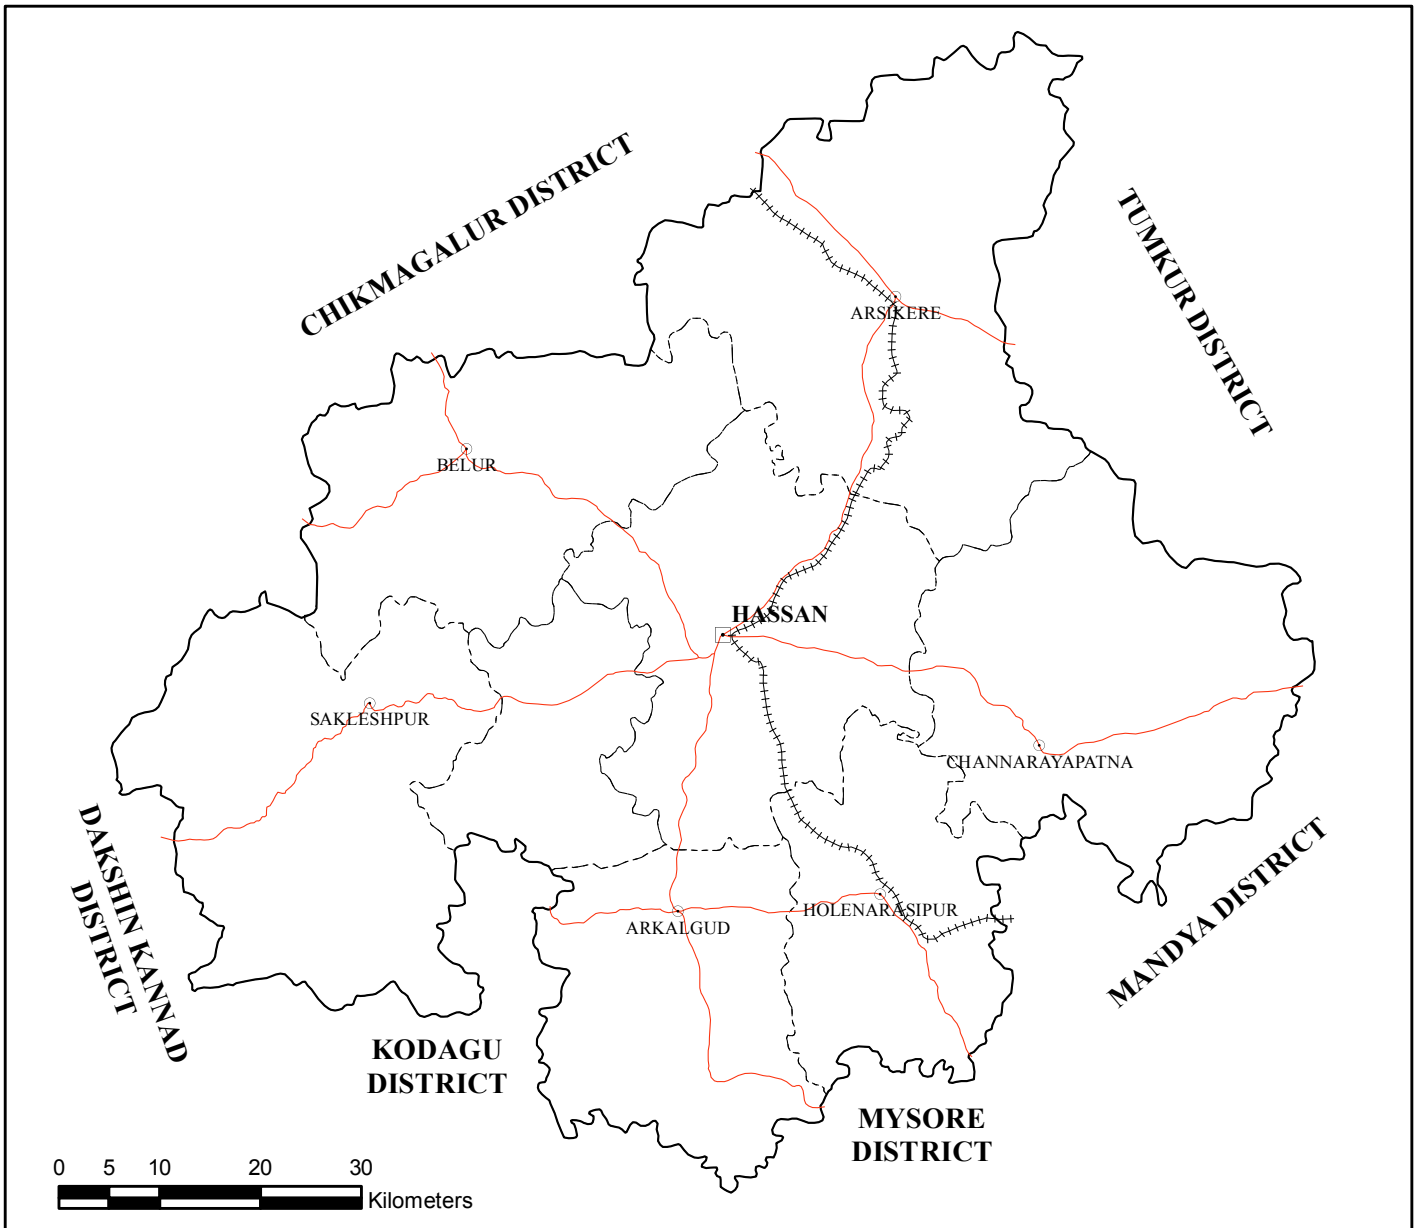 CHIKMAGALUR DISTRICT
TUMKUR DISTRICT
ARSIKERE
BELUR
HASSAN
SAKLESHPUR
CHANNARAYAPATNA
DAKSHIN KANNAD
DISTRICT
MANDYA DISTRICT
HOLENARASIPUR
ARKALGUD
KODAGU
DISTRICT
MYSORE
DISTRICT
0 5 10 20 30
Kilometers